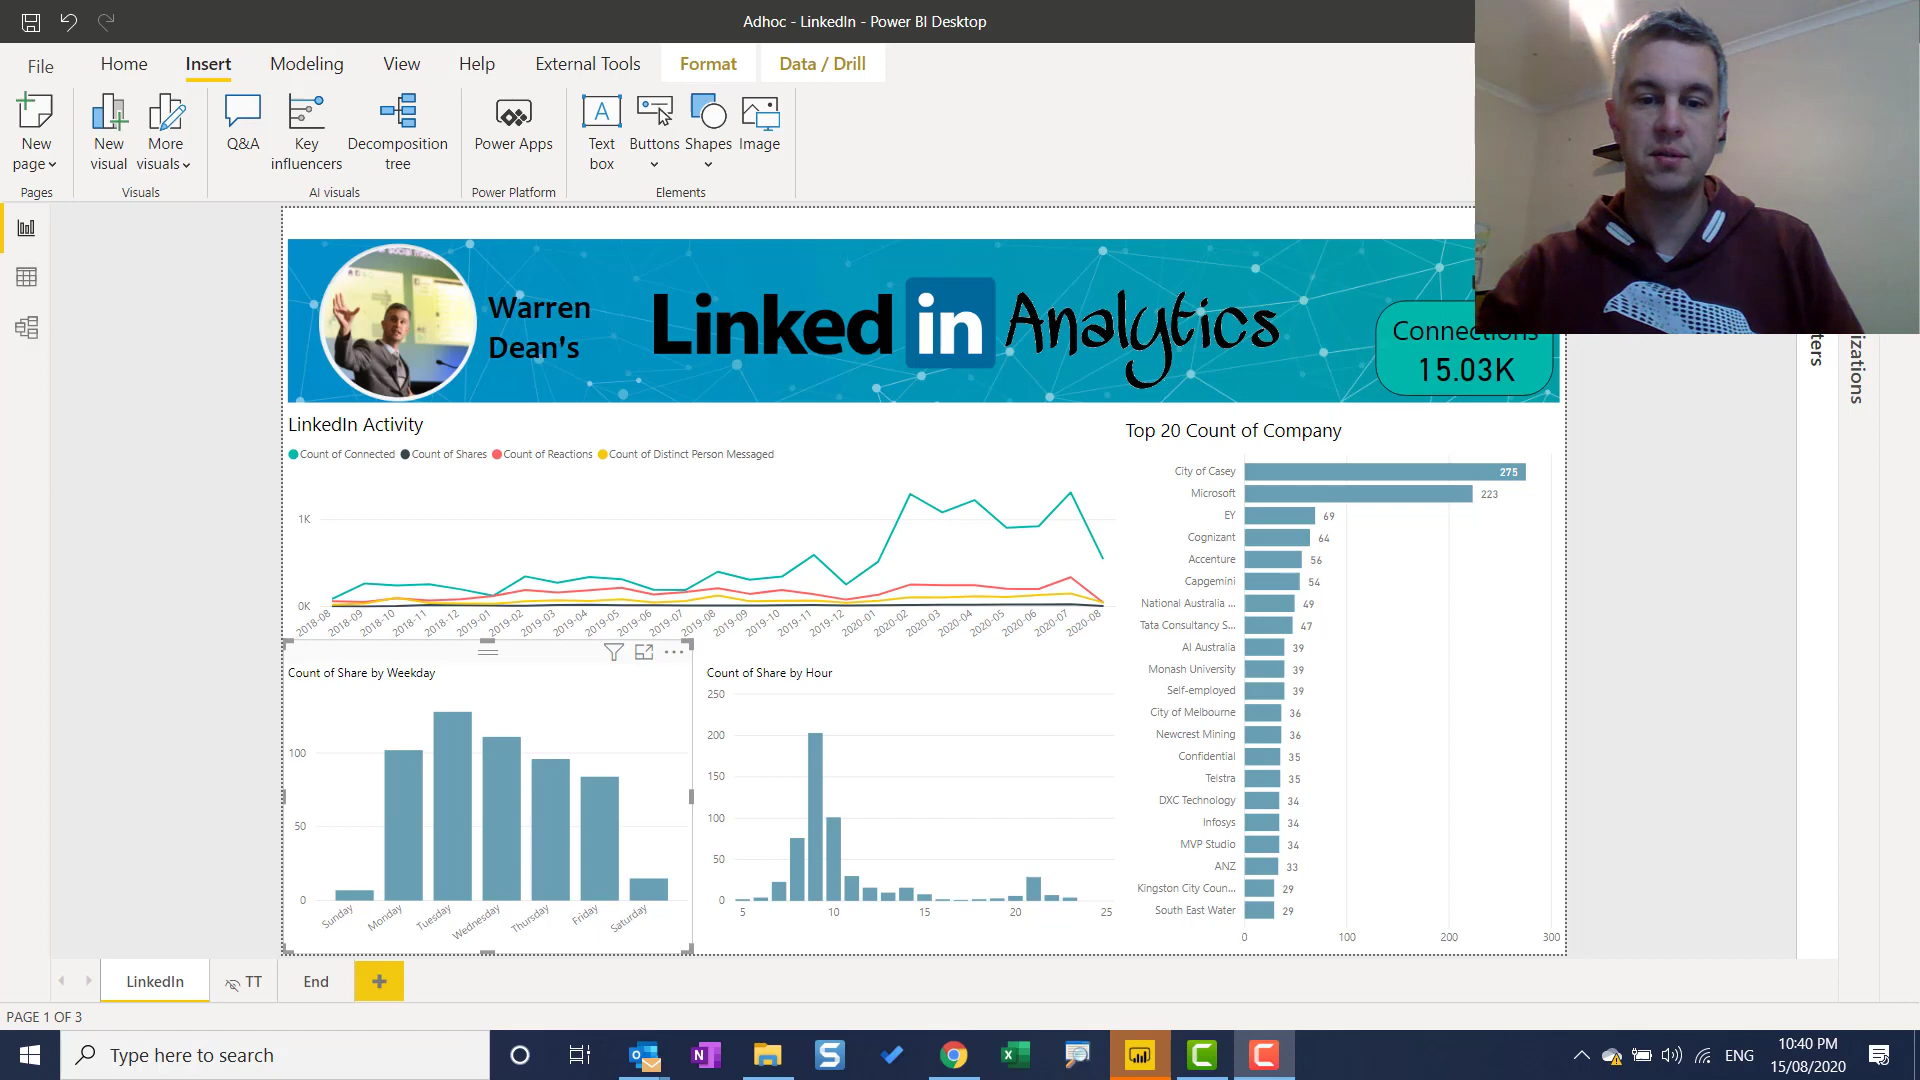 Adhoc - LinkedIn - Power BI Desktop
File
Home
Insert
Modeling
View
Help
External Tools
Format
Data / Drill
New
page
New
visual
More
visuals
Q&A
Key
influencers
Decomposition
tree
Power Apps
Text
box
Buttons
Shapes
Image
Pages
Visuals
AI visuals
Power Platform
Elements
Warren
Dean's
Linked in Analytics
Connections
15.03K
ters
izations
LinkedIn Activity
Count of Connected
Count of Shares
Count of Reactions
Count of Distinct Person Messaged
1K
0K
2018-08
2018-09
2018-10
2018-11
2018-12
2019-01
2019-02
2019-03
2019-04
2019-05
2019-06
2019-07
2019-08
2019-09
2019-10
2019-11
2019-12
2020-01
2020-02
2020-03
2020-04
2020-05
2020-06
2020-07
2020-08
Top 20 Count of Company
City of Casey 275
Microsoft 223
EY 69
Cognizant 64
Accenture 56
Capgemini 54
National Australia ... 49
Tata Consultancy S... 47
AI Australia 39
Monash University 39
Self-employed 39
City of Melbourne 36
Newcrest Mining 36
Confidential 35
Telstra 35
DXC Technology 34
Infosys 34
MVP Studio 34
ANZ 33
Kingston City Coun... 29
South East Water 29
0 100 200 300
Count of Share by Weekday
100
50
0
Sunday
Monday
Tuesday
Wednesday
Thursday
Friday
Saturday
Count of Share by Hour
250
200
150
100
50
0
5 10 15 20 25
LinkedIn
TT
End
PAGE 1 OF 3
Type here to search
ENG
10:40 PM
15/08/2020